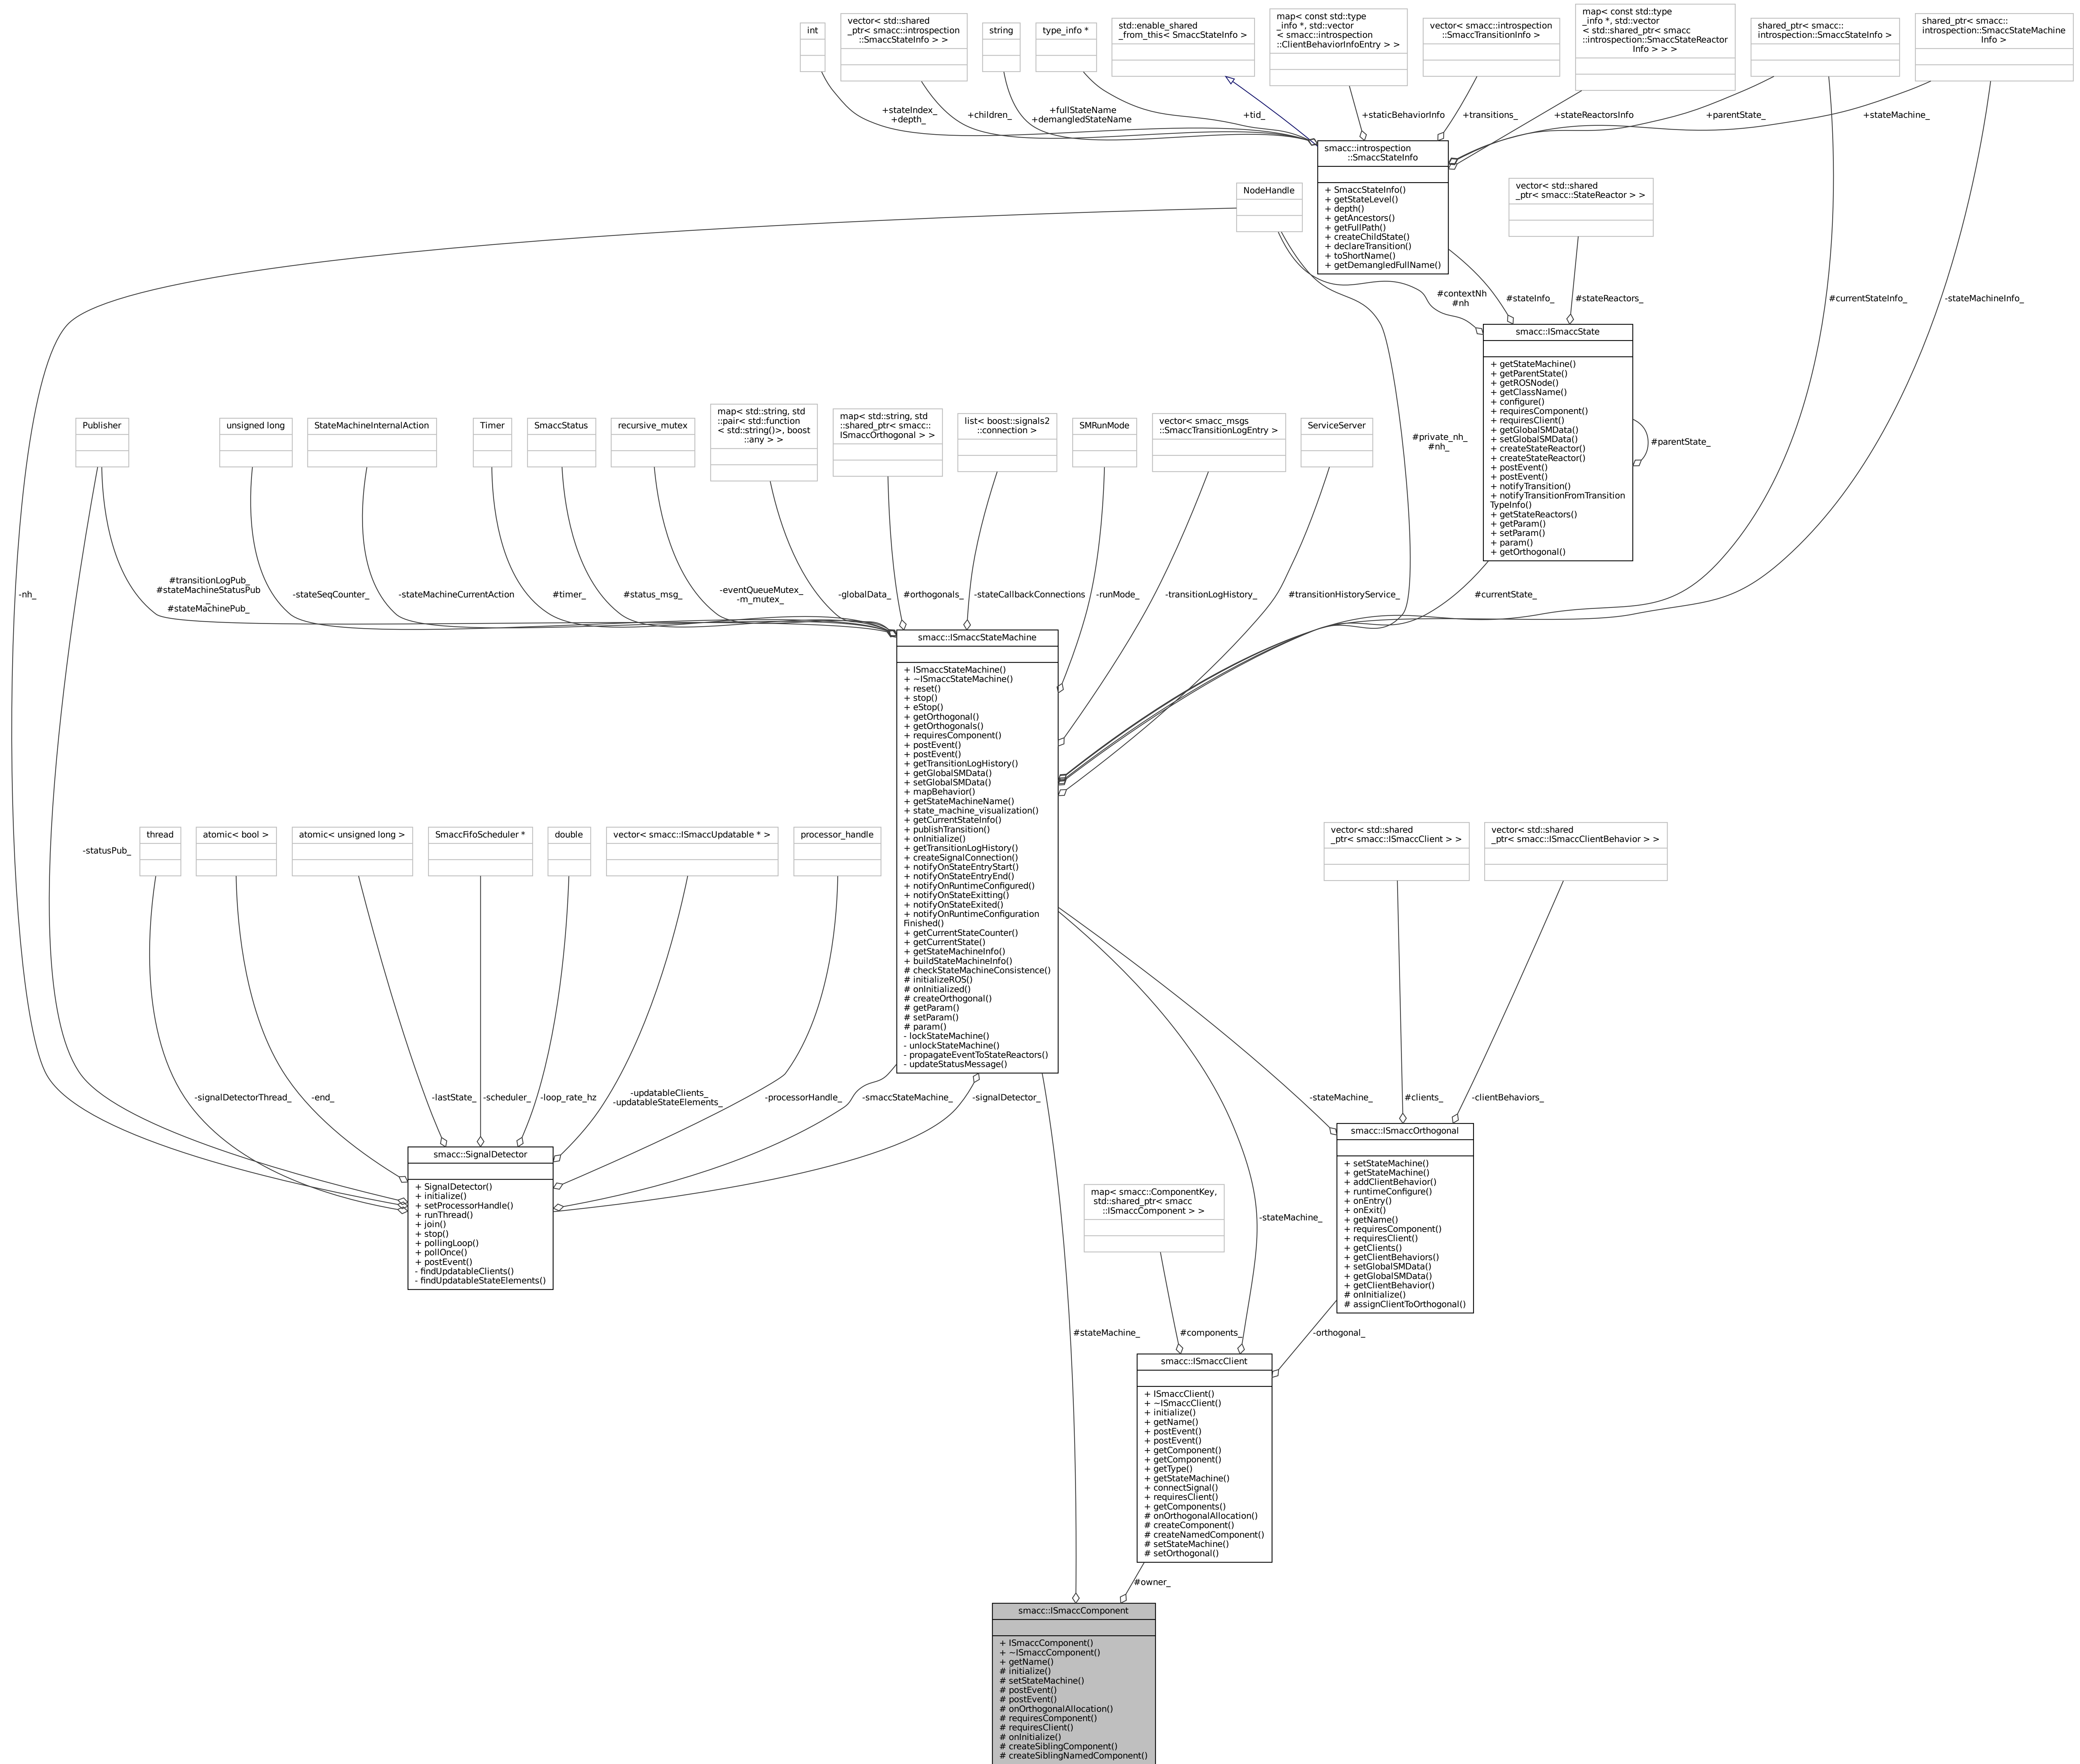 int
vector< std::shared
_ptr< smacc::introspection
::SmaccStateInfo > >
string
type_info *
std::enable_shared
_from_this< SmaccStateInfo >
map< const std::type
_info *, std::vector
< smacc::introspection
::ClientBehaviorInfoEntry > >
vector< smacc::introspection
::SmaccTransitionInfo >
map< const std::type
_info *, std::vector
< std::shared_ptr< smacc
::introspection::SmaccStateReactor
Info > > >
shared_ptr< smacc::
introspection::SmaccStateInfo >
shared_ptr< smacc::
introspection::SmaccStateMachine
Info >
+stateIndex_
+depth_
+children_
+fullStateName
+demangledStateName
+tid_
+staticBehaviorInfo
+transitions_
+stateReactorsInfo
+parentState_
+stateMachine_
smacc::introspection
::SmaccStateInfo
+ SmaccStateInfo()
+ getStateLevel()
+ depth()
+ getAncestors()
+ getFullPath()
+ createChildState()
+ declareTransition()
+ toShortName()
+ getDemangledFullName()
NodeHandle
vector< std::shared
_ptr< smacc::StateReactor > >
#contextNh
#nh
#stateInfo_
#stateReactors_
#currentStateInfo_
-stateMachineInfo_
smacc::ISmaccState
+ getStateMachine()
+ getParentState()
+ getROSNode()
+ getClassName()
+ configure()
+ requiresComponent()
+ requiresClient()
+ getGlobalSMData()
+ setGlobalSMData()
+ createStateReactor()
+ createStateReactor()
+ postEvent()
+ postEvent()
+ notifyTransition()
+ notifyTransitionFromTransition
TypeInfo()
+ getStateReactors()
+ getParam()
+ setParam()
+ param()
+ getOrthogonal()
#parentState_
Publisher
unsigned long
StateMachineInternalAction
Timer
SmaccStatus
recursive_mutex
map< std::string, std
::pair< std::function
< std::string()>, boost
::any > >
map< std::string, std
::shared_ptr< smacc::
ISmaccOrthogonal > >
list< boost::signals2
::connection >
SMRunMode
vector< smacc_msgs
::SmaccTransitionLogEntry >
ServiceServer
#private_nh_
#nh_
-nh_
#transitionLogPub_
#stateMachineStatusPub
_
#stateMachinePub_
-stateSeqCounter_
-stateMachineCurrentAction
#timer_
#status_msg_
-eventQueueMutex_
-m_mutex_
-globalData_
#orthogonals_
-stateCallbackConnections
-runMode_
-transitionLogHistory_
#transitionHistoryService_
#currentState_
smacc::ISmaccStateMachine
+ ISmaccStateMachine()
+ ~ISmaccStateMachine()
+ reset()
+ stop()
+ eStop()
+ getOrthogonal()
+ getOrthogonals()
+ requiresComponent()
+ postEvent()
+ postEvent()
+ getTransitionLogHistory()
+ getGlobalSMData()
+ setGlobalSMData()
+ mapBehavior()
+ getStateMachineName()
+ state_machine_visualization()
+ getCurrentStateInfo()
+ publishTransition()
+ onInitialize()
+ getTransitionLogHistory()
+ createSignalConnection()
+ notifyOnStateEntryStart()
+ notifyOnStateEntryEnd()
+ notifyOnRuntimeConfigured()
+ notifyOnStateExitting()
+ notifyOnStateExited()
+ notifyOnRuntimeConfiguration
Finished()
+ getCurrentStateCounter()
+ getCurrentState()
+ getStateMachineInfo()
+ buildStateMachineInfo()
# checkStateMachineConsistence()
# initializeROS()
# onInitialized()
# createOrthogonal()
# getParam()
# setParam()
# param()
- lockStateMachine()
- unlockStateMachine()
- propagateEventToStateReactors()
- updateStatusMessage()
-statusPub_
thread
atomic< bool >
atomic< unsigned long >
SmaccFifoScheduler *
double
vector< smacc::ISmaccUpdatable * >
processor_handle
vector< std::shared
_ptr< smacc::ISmaccClient > >
vector< std::shared
_ptr< smacc::ISmaccClientBehavior > >
-signalDetectorThread_
-end_
-lastState_
-scheduler_
-loop_rate_hz
-updatableClients_
-updatableStateElements_
-processorHandle_
-smaccStateMachine_
-signalDetector_
-stateMachine_
#clients_
-clientBehaviors_
smacc::SignalDetector
+ SignalDetector()
+ initialize()
+ setProcessorHandle()
+ runThread()
+ join()
+ stop()
+ pollingLoop()
+ pollOnce()
+ postEvent()
- findUpdatableClients()
- findUpdatableStateElements()
smacc::ISmaccOrthogonal
+ setStateMachine()
+ getStateMachine()
+ addClientBehavior()
+ runtimeConfigure()
+ onEntry()
+ onExit()
+ getName()
+ requiresComponent()
+ requiresClient()
+ getClients()
+ getClientBehaviors()
+ setGlobalSMData()
+ getGlobalSMData()
+ getClientBehavior()
# onInitialize()
# assignClientToOrthogonal()
map< smacc::ComponentKey,
std::shared_ptr< smacc
::ISmaccComponent > >
-stateMachine_
#stateMachine_
#components_
-orthogonal_
smacc::ISmaccClient
+ ISmaccClient()
+ ~ISmaccClient()
+ initialize()
+ getName()
+ postEvent()
+ postEvent()
+ getComponent()
+ getComponent()
+ getType()
+ getStateMachine()
+ connectSignal()
+ requiresClient()
+ getComponents()
# onOrthogonalAllocation()
# createComponent()
# createNamedComponent()
# setStateMachine()
# setOrthogonal()
#owner_
smacc::ISmaccComponent
+ ISmaccComponent()
+ ~ISmaccComponent()
+ getName()
# initialize()
# setStateMachine()
# postEvent()
# postEvent()
# onOrthogonalAllocation()
# requiresComponent()
# requiresClient()
# onInitialize()
# createSiblingComponent()
# createSiblingNamedComponent()